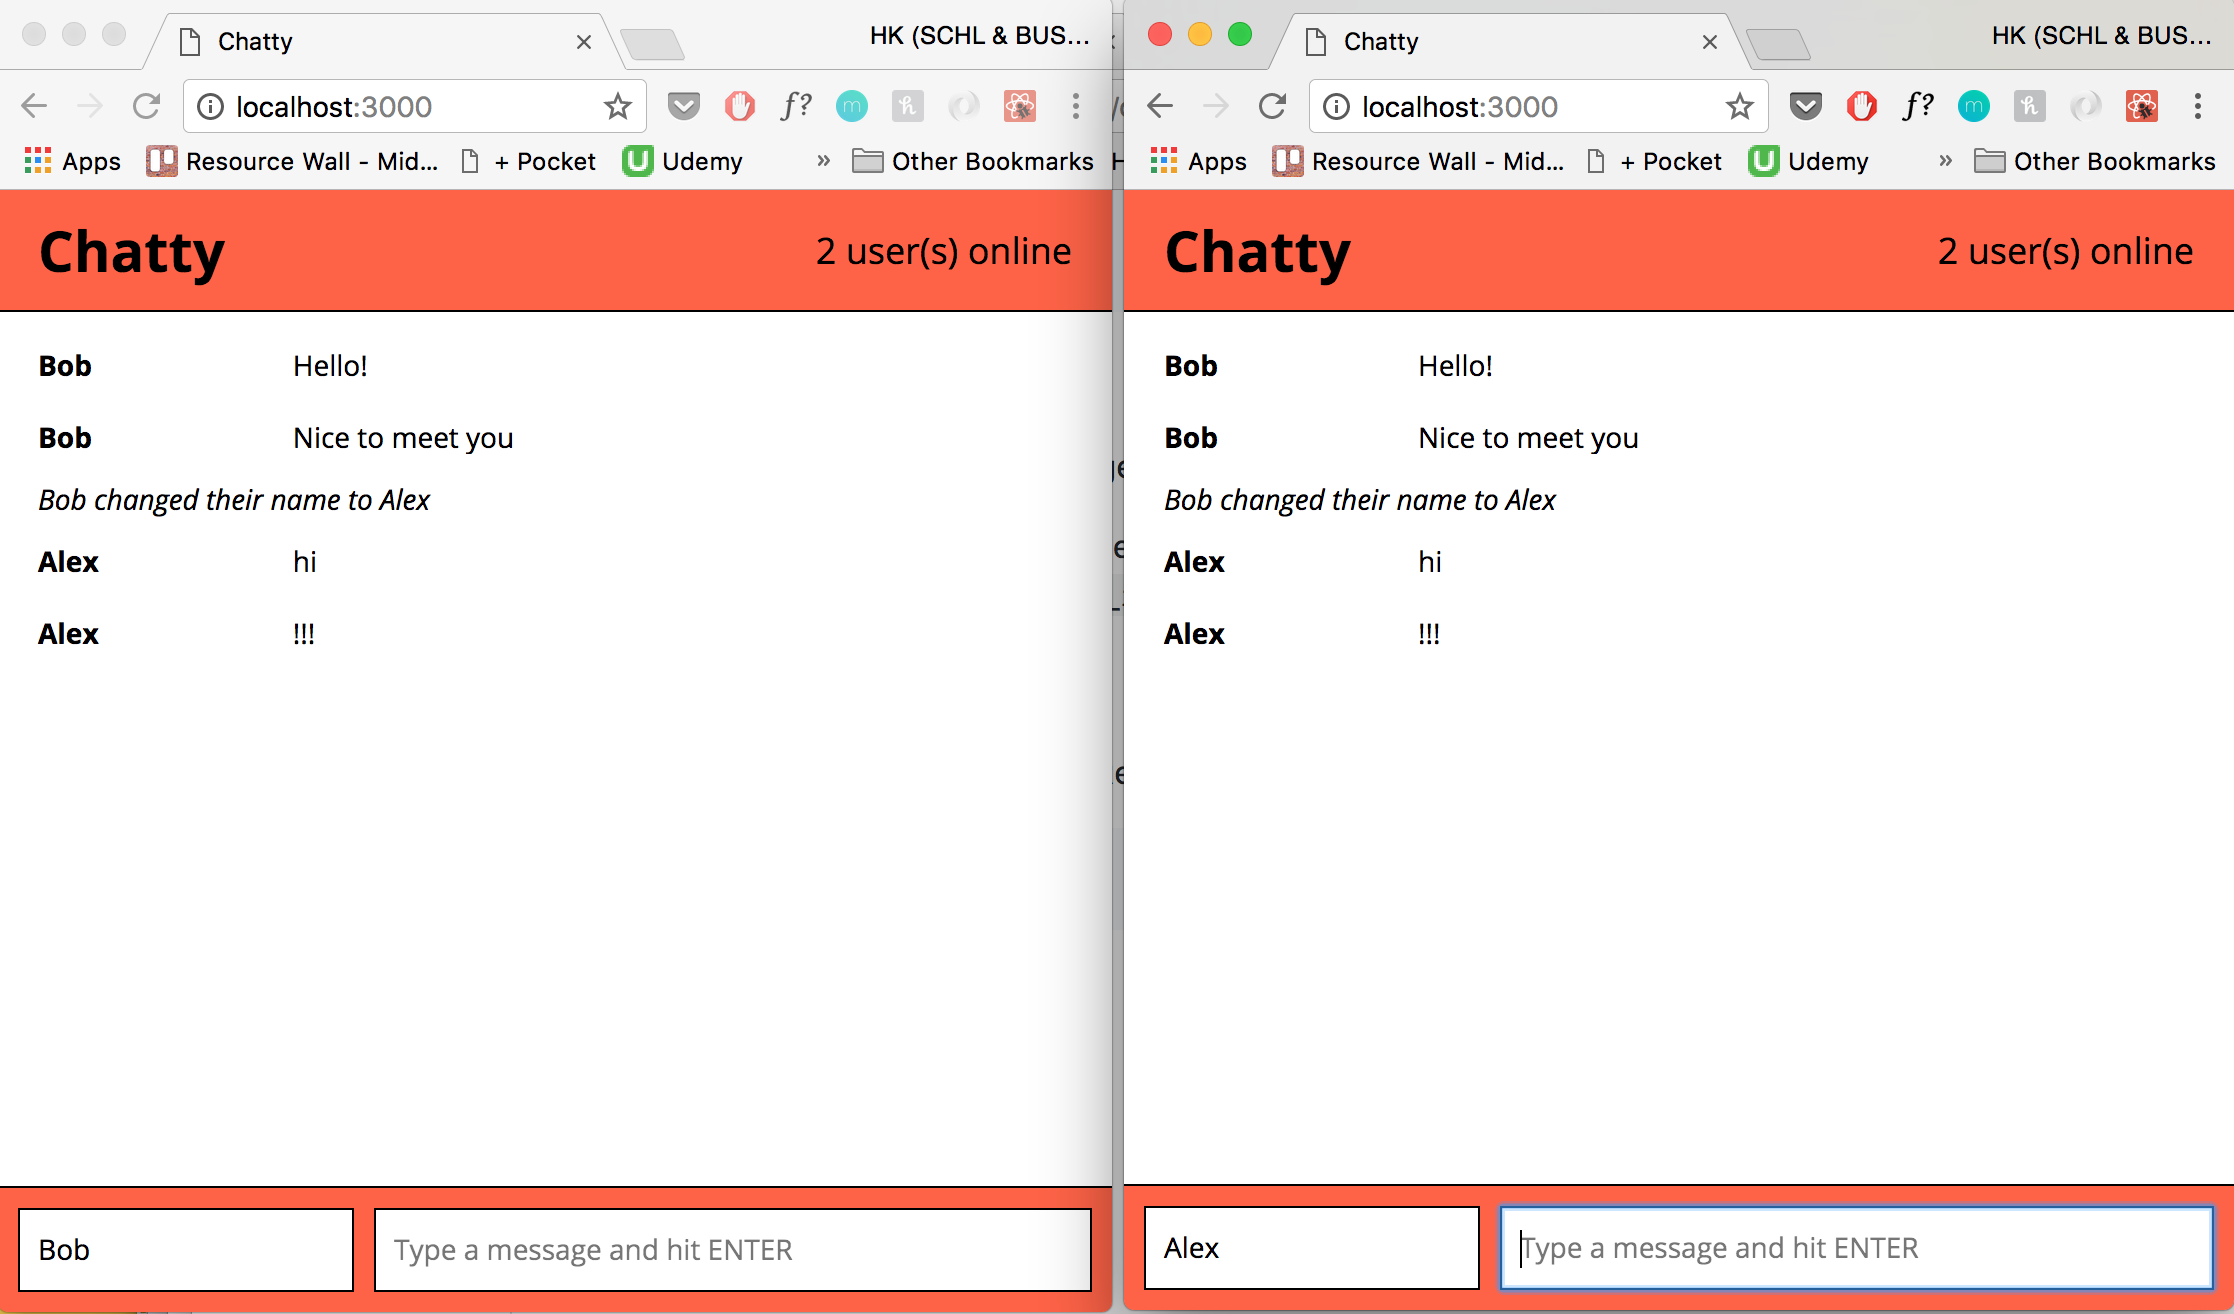 Chatty
HK (SCHL & BUS...
localhost:3000
f?
m
h
Apps
Resource Wall - Mid...
+ Pocket
U
Udemy
»
Other Bookmarks
Chatty
2 user(s) online
Bob Hello!
Bob Nice to meet you
Bob changed their name to Alex
Alex hi
Alex !!!
Bob
Type a message and hit ENTER
Chatty
HK (SCHL & BUS...
localhost:3000
f?
m
h
Apps
Resource Wall - Mid...
+ Pocket
U
Udemy
»
Other Bookmarks
Chatty
2 user(s) online
Bob Hello!
Bob Nice to meet you
Bob changed their name to Alex
Alex hi
Alex !!!
Alex
Type a message and hit ENTER